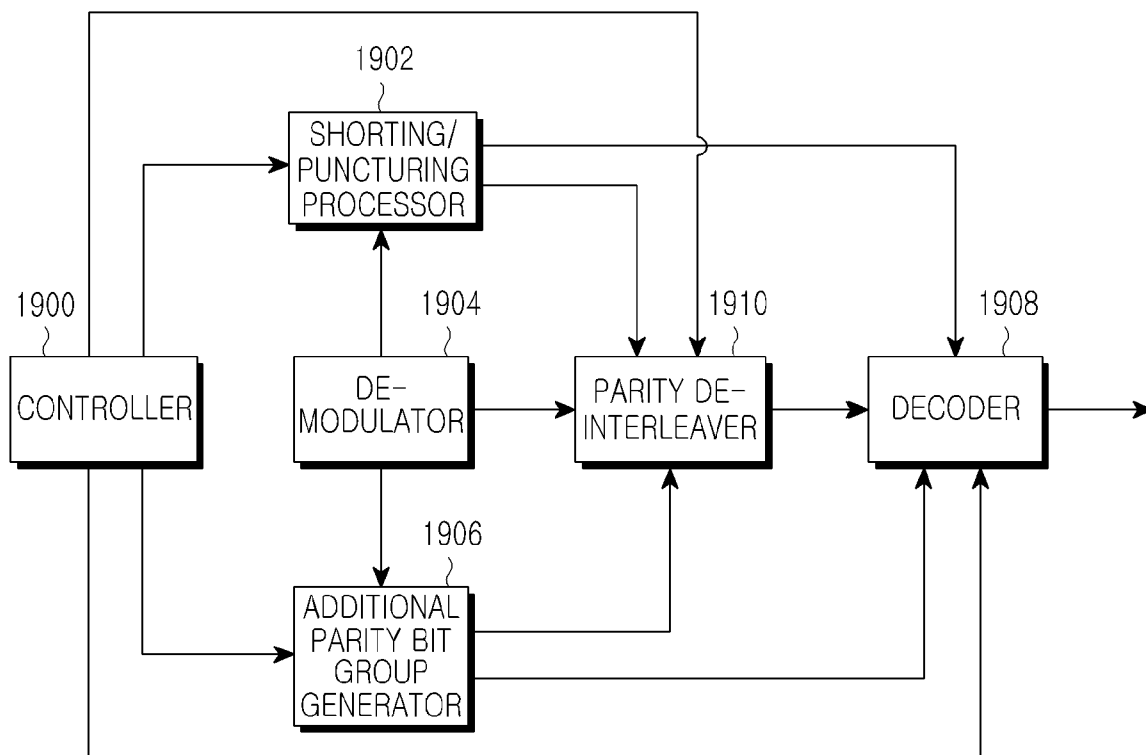 1902
SHORTING/
PUNCTURING
PROCESSOR
1900
CONTROLLER
1904
DE-
MODULATOR
1910
PARITY DE-
INTERLEAVER
1908
DECODER
1906
ADDITIONAL
PARITY BIT
GROUP
GENERATOR